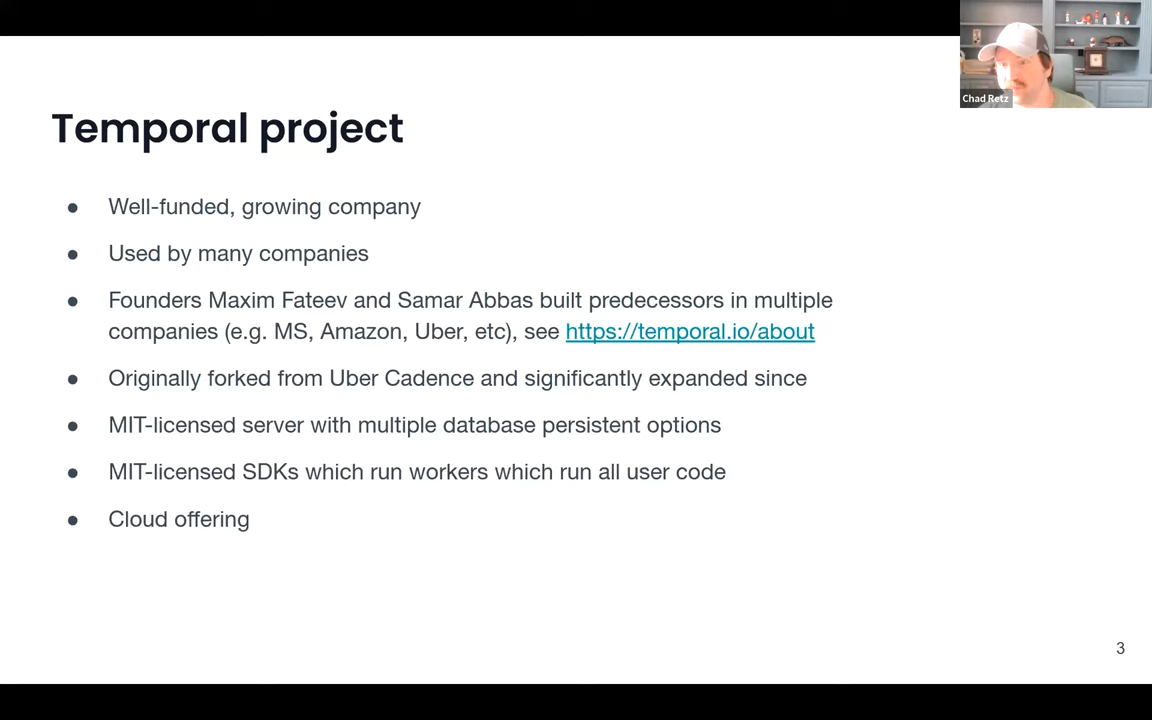 Chad Retz
Temporal project
● Well-funded, growing company
● Used by many companies
● Founders Maxim Fateev and Samar Abbas built predecessors in multiple
companies (e.g. MS, Amazon, Uber, etc), see https://temporal.io/about
● Originally forked from Uber Cadence and significantly expanded since
● MIT-licensed server with multiple database persistent options
● MIT-licensed SDKs which run workers which run all user code
● Cloud offering
3